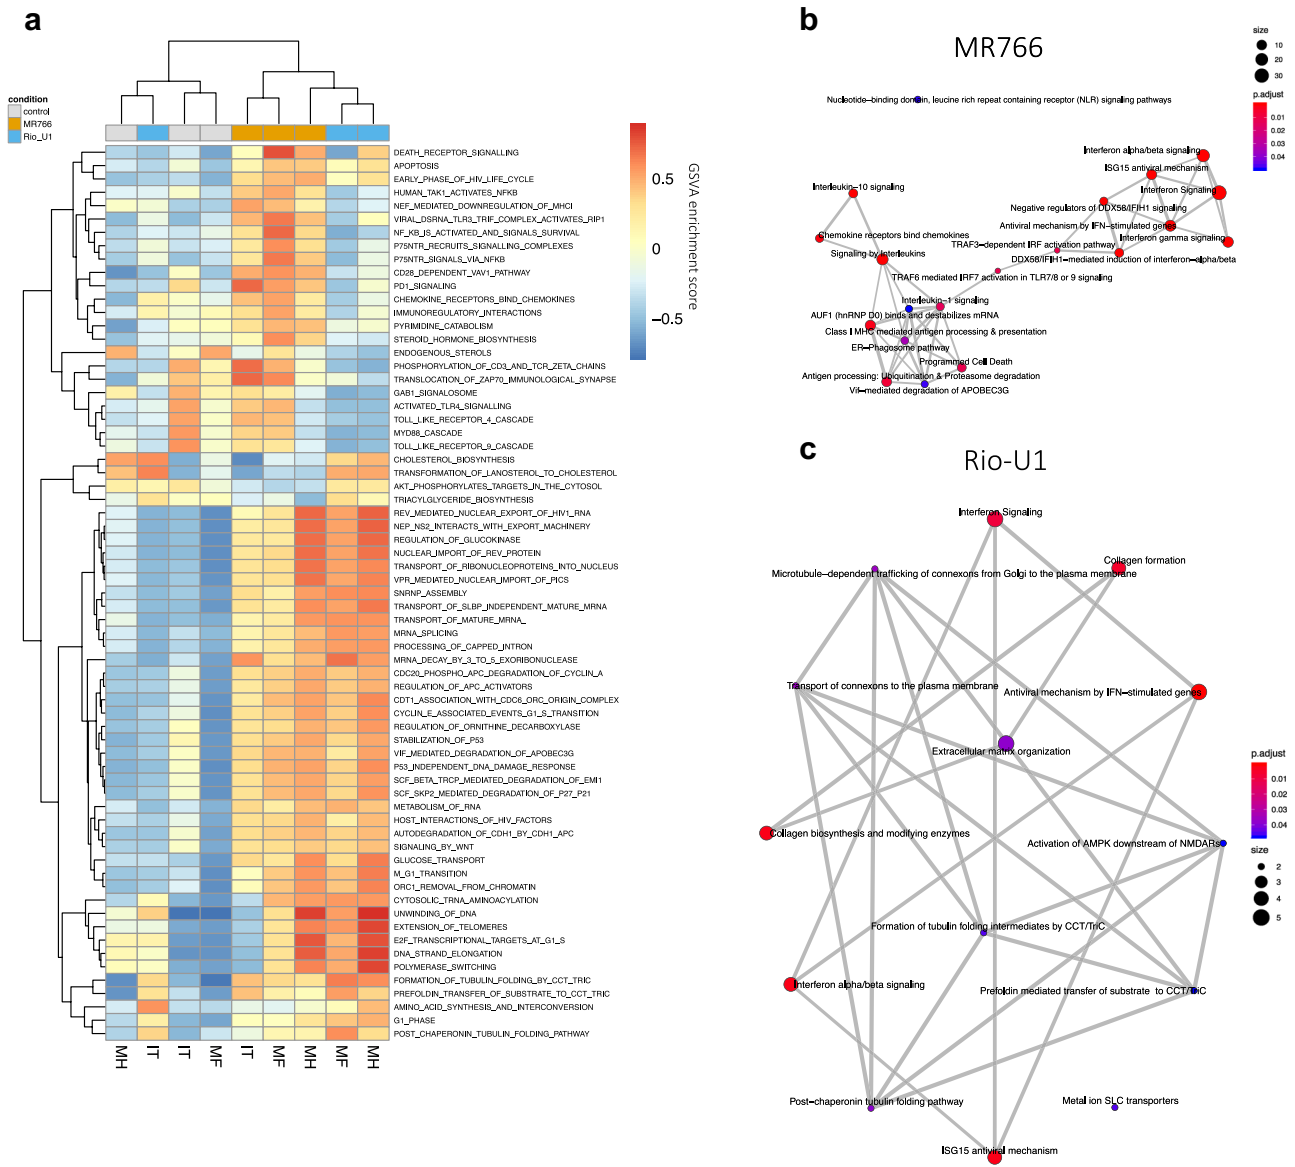 a
condition
control
MR766
Rio_U1
DEATH_RECEPTOR_SIGNALLING
APOPTOSIS
EARLY_PHASE_OF_HIV_LIFE_CYCLE
HUMAN_TAK1_ACTIVATES_NFKB
NEF_MEDIATED_DOWNREGULATION_OF_MHCI
VIRAL_DSRNA_TLR3_TRIF_COMPLEX_ACTIVATES_RIP1
NF_KB_IS_ACTIVATED_AND_SIGNALS_SURVIVAL
P75NTR_RECRUITS_SIGNALLING_COMPLEXES
P75NTR_SIGNALS_VIA_NFKB
CD28_DEPENDENT_VAV1_PATHWAY
PD1_SIGNALING
CHEMOKINE_RECEPTORS_BIND_CHEMOKINES
IMMUNOREGULATORY_INTERACTIONS
PYRIMIDINE_CATABOLISM
STEROID_HORMONE_BIOSYNTHESIS
ENDOGENOUS_STEROLS
PHOSPHORYLATION_OF_CD3_AND_TCR_ZETA_CHAINS
TRANSLOCATION_OF_ZAP70_IMMUNOLOGICAL_SYNAPSE
GAB1_SIGNALOSOME
ACTIVATED_TLR4_SIGNALLING
TOLL_LIKE_RECEPTOR_4_CASCADE
MYD88_CASCADE
TOLL_LIKE_RECEPTOR_9_CASCADE
CHOLESTEROL_BIOSYNTHESIS
TRANSFORMATION_OF_LANOSTEROL_TO_CHOLESTEROL
AKT_PHOSPHORYLATES_TARGETS_IN_THE_CYTOSOL
TRIACYLGLYCERIDE_BIOSYNTHESIS
REV_MEDIATED_NUCLEAR_EXPORT_OF_HIV1_RNA
NEP_NS2_INTERACTS_WITH_EXPORT_MACHINERY
REGULATION_OF_GLUCOKINASE
NUCLEAR_IMPORT_OF_REV_PROTEIN
TRANSPORT_OF_RIBONUCLEOPROTEINS_INTO_NUCLEUS
VPR_MEDIATED_NUCLEAR_IMPORT_OF_PICS
SNRNP_ASSEMBLY
TRANSPORT_OF_SLBP_INDEPENDENT_MATURE_MRNA
TRANSPORT_OF_MATURE_MRNA_
MRNA_SPLICING
PROCESSING_OF_CAPPED_INTRON
MRNA_DECAY_BY_3_TO_5_EXORIBONUCLEASE
CDC20_PHOSPHO_APC_DEGRADATION_OF_CYCLIN_A
REGULATION_OF_APC_ACTIVATORS
CDT1_ASSOCIATION_WITH_CDC6_ORC_ORIGIN_COMPLEX
CYCLIN_E_ASSOCIATED_EVENTS_G1_S_TRANSITION
REGULATION_OF_ORNITHINE_DECARBOXYLASE
STABILIZATION_OF_P53
VIF_MEDIATED_DEGRADATION_OF_APOBEC3G
P53_INDEPENDENT_DNA_DAMAGE_RESPONSE
SCF_BETA_TRCP_MEDIATED_DEGRADATION_OF_EMI1
SCF_SKP2_MEDIATED_DEGRADATION_OF_P27_P21
METABOLISM_OF_RNA
HOST_INTERACTIONS_OF_HIV_FACTORS
AUTODEGRADATION_OF_CDH1_BY_CDH1_APC
SIGNALING_BY_WNT
GLUCOSE_TRANSPORT
M_G1_TRANSITION
ORC1_REMOVAL_FROM_CHROMATIN
CYTOSOLIC_TRNA_AMINOACYLATION
UNWINDING_OF_DNA
EXTENSION_OF_TELOMERES
E2F_TRANSCRIPTIONAL_TARGETS_AT_G1_S
DNA_STRAND_ELONGATION
POLYMERASE_SWITCHING
FORMATION_OF_TUBULIN_FOLDING_BY_CCT_TRIC
PREFOLDIN_TRANSFER_OF_SUBSTRATE_TO_CCT_TRIC
AMINO_ACID_SYNTHESIS_AND_INTERCONVERSION
G1_PHASE
POST_CHAPERONIN_TUBULIN_FOLDING_PATHWAY
MH IT IT MF IT MF MH MF MH
0.5
0
−0.5
GSVA enrichment score
b
MR766
size
10
20
30
p.adjust
0.01
0.02
0.03
0.04
Nucleotide−binding domain, leucine rich repeat containing receptor (NLR) signaling pathways
Interferon alpha/beta signaling
ISG15 antiviral mechanism
Interleukin−10 signaling
Interferon Signaling
Negative regulators of DDX58/IFIH1 signaling
Antiviral mechanism by IFN−stimulated genes
Chemokine receptors bind chemokines
Interferon gamma signaling
TRAF3−dependent IRF activation pathway
Signaling by Interleukins
DDX58/IFIH1−mediated induction of interferon−alpha/beta
TRAF6 mediated IRF7 activation in TLR7/8 or 9 signaling
Interleukin−1 signaling
AUF1 (hnRNP D0) binds and destabilizes mRNA
Class I MHC mediated antigen processing & presentation
ER−Phagosome pathway
Programmed Cell Death
Antigen processing: Ubiquitination & Proteasome degradation
Vif−mediated degradation of APOBEC3G
c
Rio-U1
Interferon Signaling
Collagen formation
Microtubule−dependent trafficking of connexons from Golgi to the plasma membrane
Transport of connexons to the plasma membrane
Antiviral mechanism by IFN−stimulated genes
Extracellular matrix organization
p.adjust
0.01
0.02
0.03
0.04
size
2
3
4
5
Collagen biosynthesis and modifying enzymes
Activation of AMPK downstream of NMDARs
Formation of tubulin folding intermediates by CCT/TriC
Interferon alpha/beta signaling
Prefoldin mediated transfer of substrate to CCT/TriC
Post−chaperonin tubulin folding pathway
Metal ion SLC transporters
ISG15 antiviral mechanism